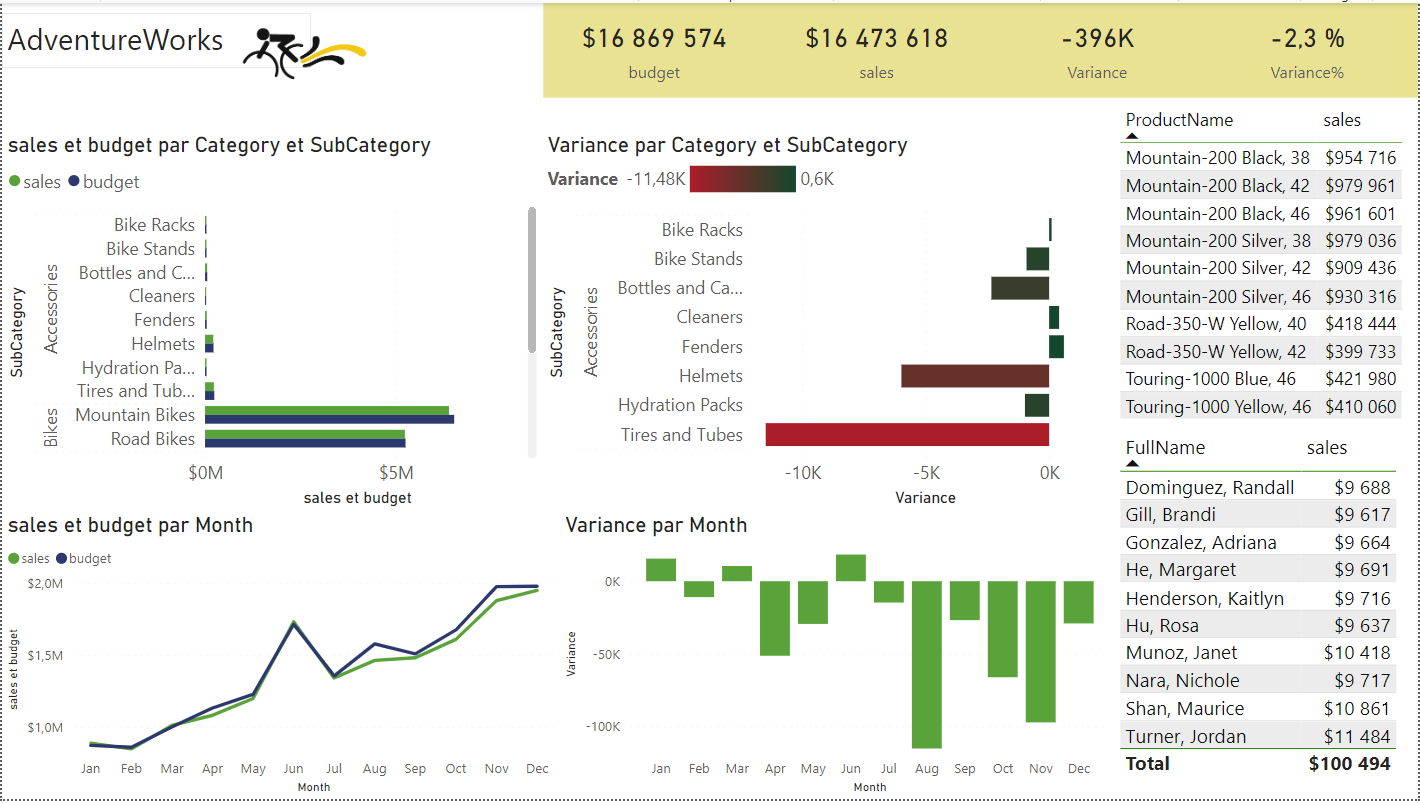 AdventureWorks
$16 869 574
budget
$16 473 618
sales
-396K
Variance
-2,3 %
Variance%
sales et budget par Category et SubCategory
sales budget
SubCategory
Accessories
Bike Racks
Bike Stands
Bottles and C...
Cleaners
Fenders
Helmets
Hydration Pa...
Tires and Tub...
Bikes
Mountain Bikes
Road Bikes
$0M $5M
sales et budget
Variance par Category et SubCategory
Variance -11,48K 0,6K
SubCategory
Accessories
Bike Racks
Bike Stands
Bottles and Ca...
Cleaners
Fenders
Helmets
Hydration Packs
Tires and Tubes
-10K -5K 0K
Variance
ProductName sales
Mountain-200 Black, 38 $954 716
Mountain-200 Black, 42 $979 961
Mountain-200 Black, 46 $961 601
Mountain-200 Silver, 38 $979 036
Mountain-200 Silver, 42 $909 436
Mountain-200 Silver, 46 $930 316
Road-350-W Yellow, 40 $418 444
Road-350-W Yellow, 42 $399 733
Touring-1000 Blue, 46 $421 980
Touring-1000 Yellow, 46 $410 060
sales et budget par Month
sales budget
sales et budget
$2,0M
$1,5M
$1,0M
Jan Feb Mar Apr May Jun Jul Aug Sep Oct Nov Dec
Month
Variance par Month
Variance
0K
-50K
-100K
Jan Feb Mar Apr May Jun Jul Aug Sep Oct Nov Dec
Month
FullName sales
Dominguez, Randall $9 688
Gill, Brandi $9 617
Gonzalez, Adriana $9 664
He, Margaret $9 691
Henderson, Kaitlyn $9 716
Hu, Rosa $9 637
Munoz, Janet $10 418
Nara, Nichole $9 717
Shan, Maurice $10 861
Turner, Jordan $11 484
Total $100 494